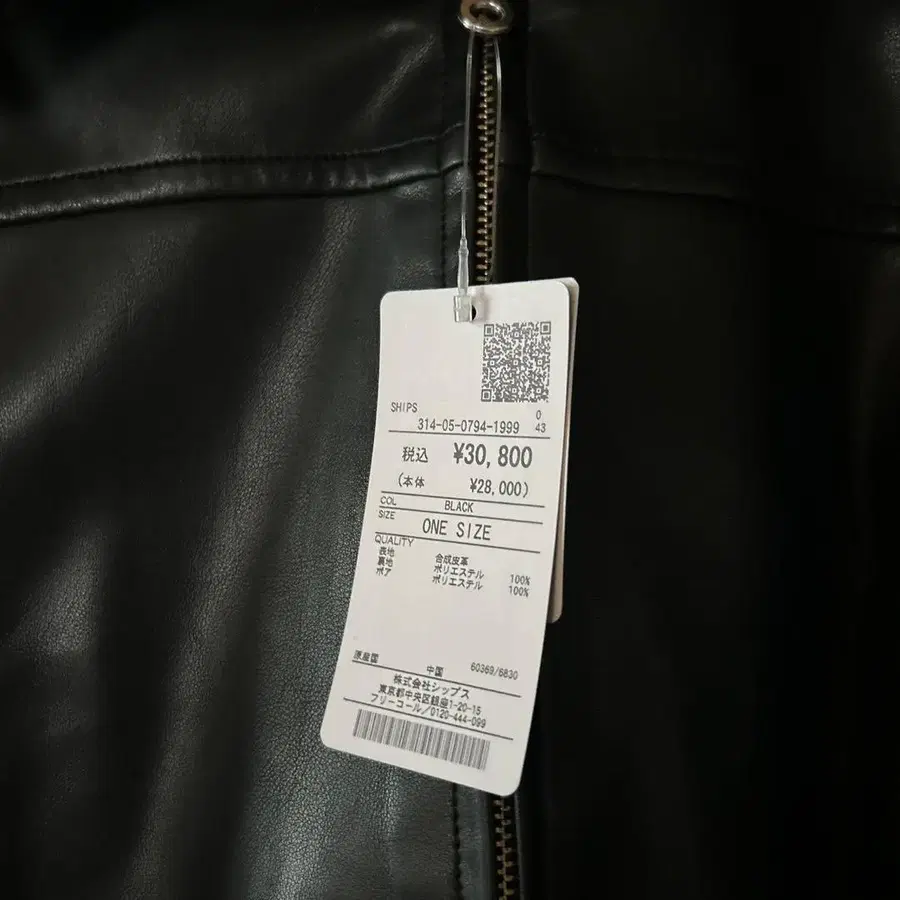 SHIPS 0
314-05-0794-1999 43
税込 ¥30,800
(本体 ¥28,000)
COL BLACK
SIZE ONE SIZE
QUALITY
表地 合成皮革
裏地 ポリエステル 100%
ボア ポリエステル 100%
原産国 中国 60369/6830
株式会社シップス
東京都中央区銀座1-20-15
フリーコール/0120-444-099